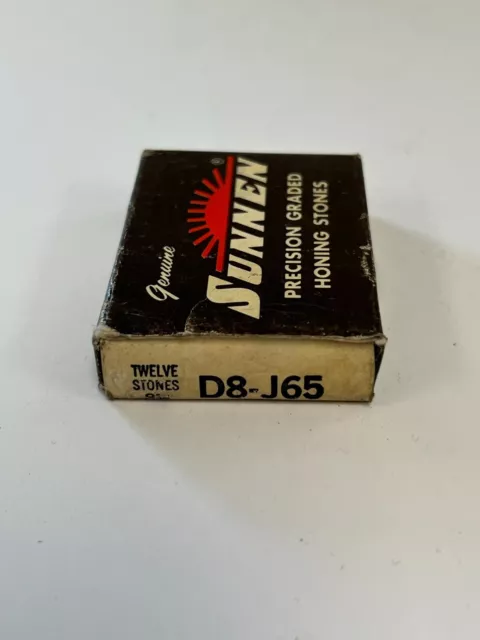 Genuine
SUNNEN®
PRECISION GRADED
HONING STONES
TWELVE
STONES
D8-J65